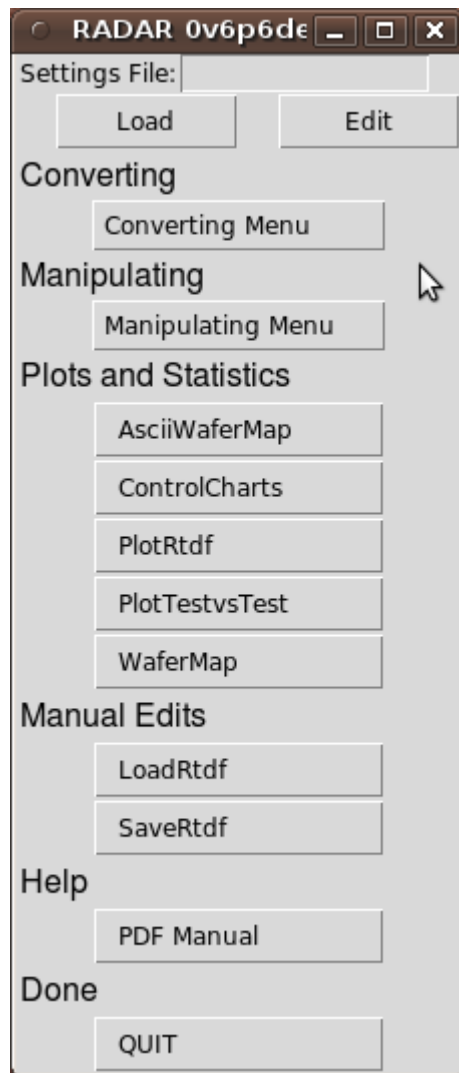 RADAR 0v6p6de
Settings File:
Load Edit
Converting
Converting Menu
Manipulating
Manipulating Menu
Plots and Statistics
AsciiWaferMap
ControlCharts
PlotRtdf
PlotTestvsTest
WaferMap
Manual Edits
LoadRtdf
SaveRtdf
Help
PDF Manual
Done
QUIT